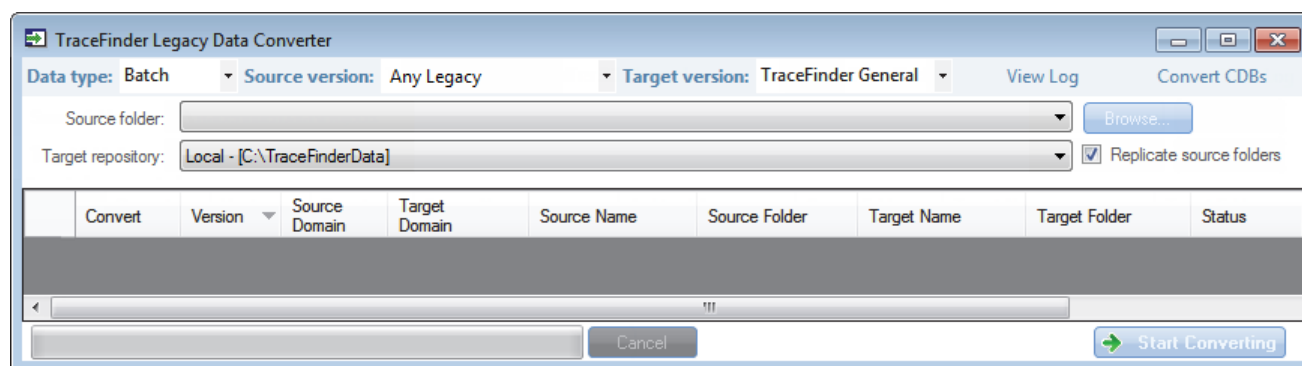 TraceFinder Legacy Data Converter
Data type: Batch Source version: Any Legacy Target version: TraceFinder General View Log Convert CDBs
Source folder: Browse...
Target repository: Local - [C:\TraceFinderData] Replicate source folders
Convert Version Source Domain Target Domain Source Name Source Folder Target Name Target Folder Status
Cancel Start Converting